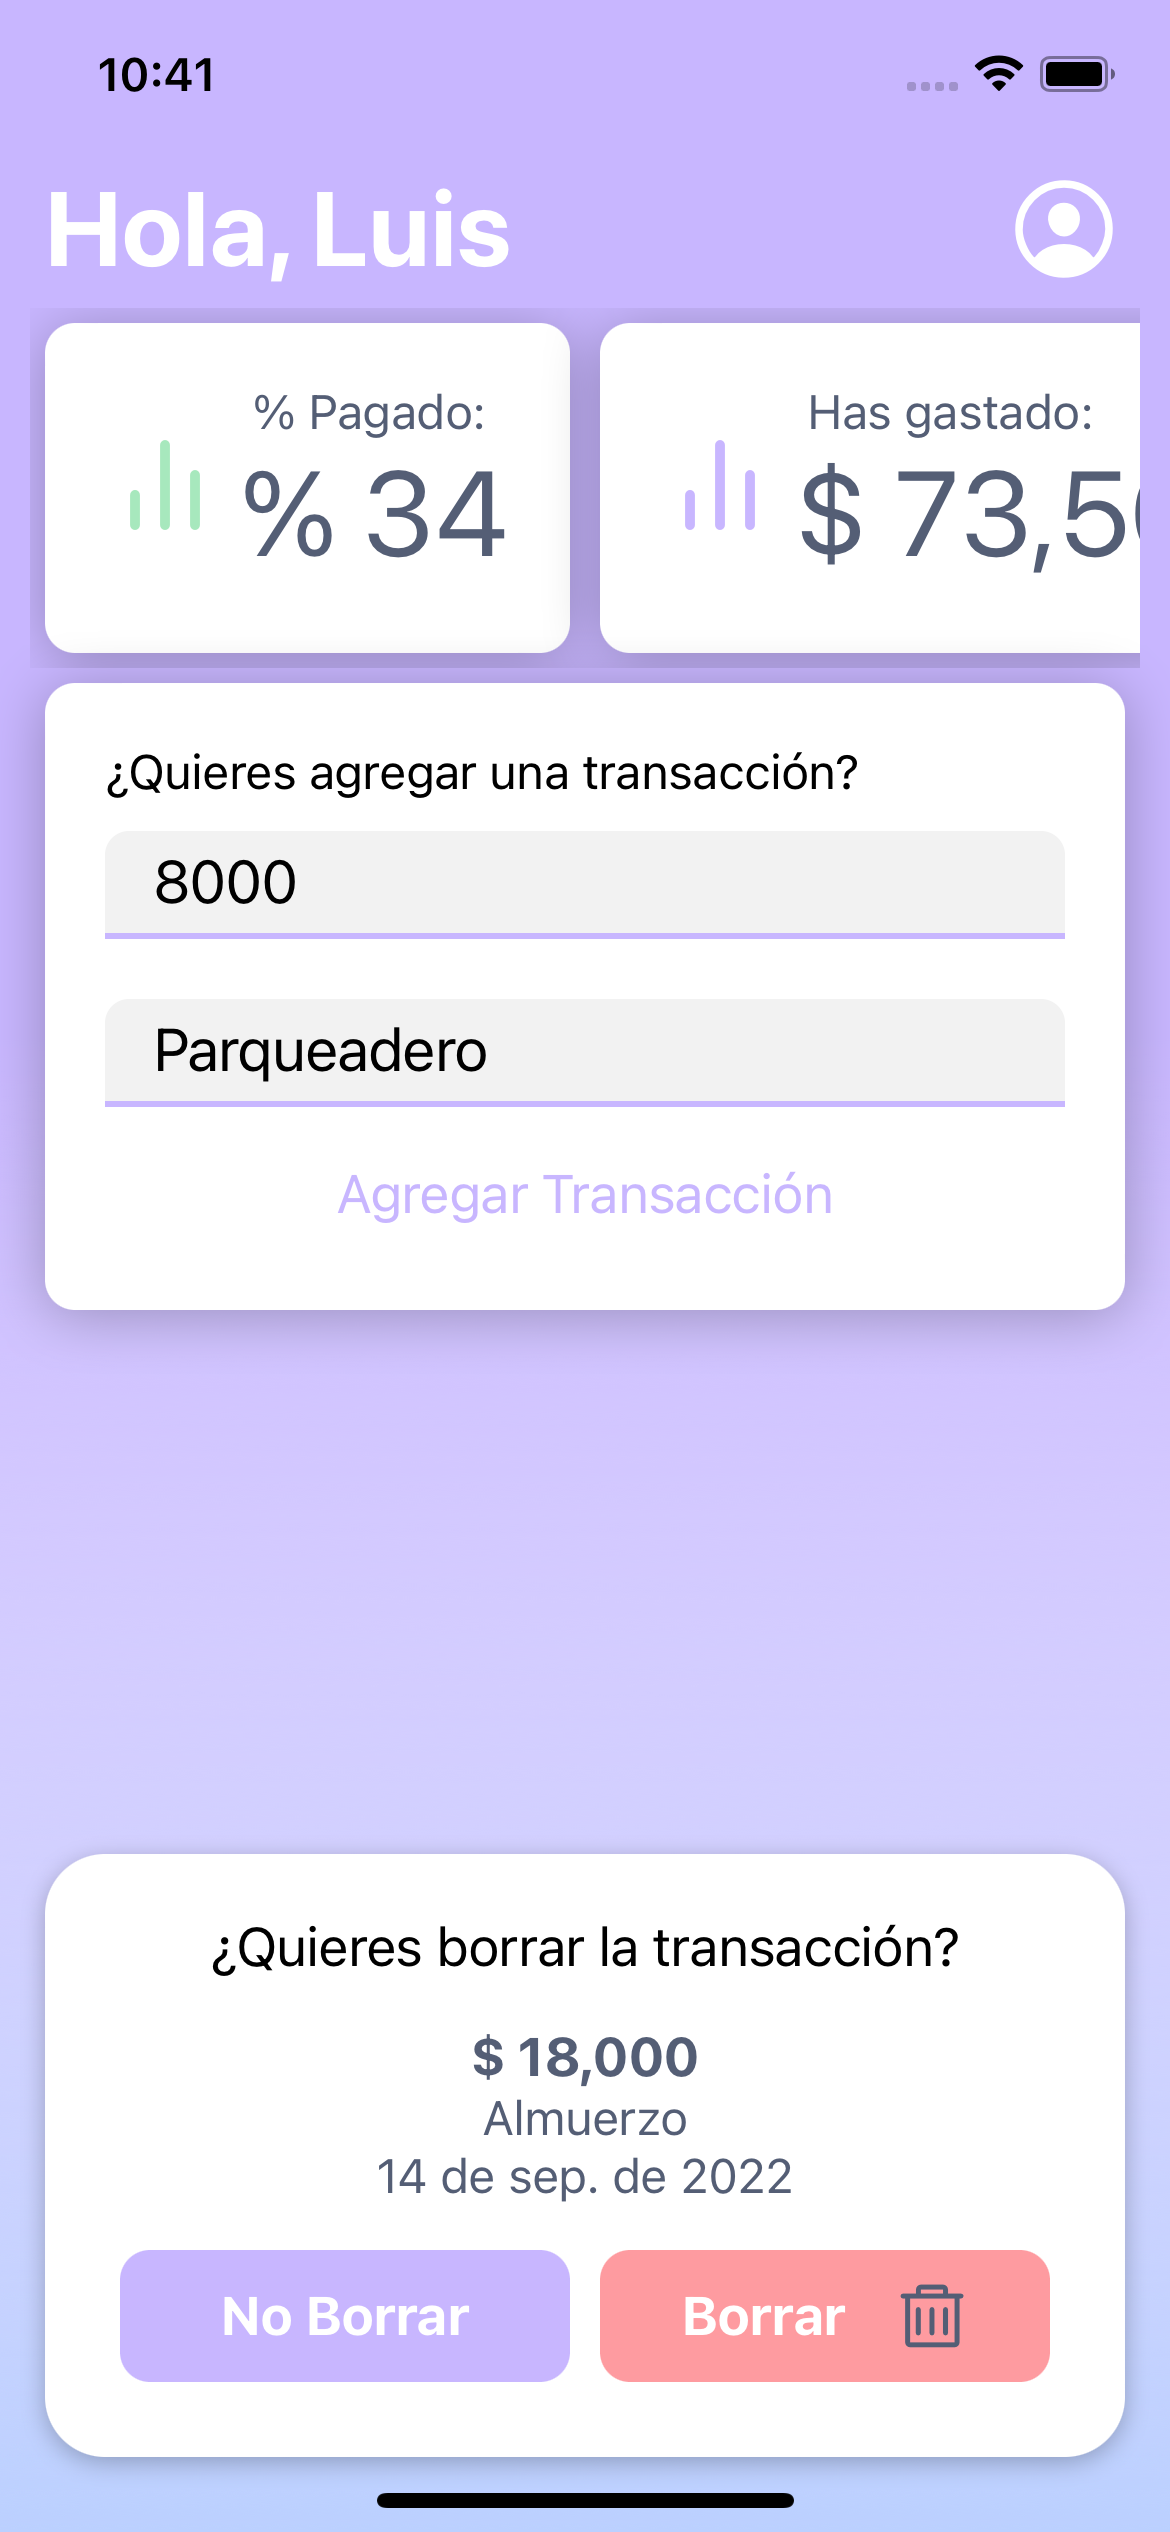 10:41
Hola, Luis
% Pagado:
% 34
Has gastado:
$ 73,5
¿Quieres agregar una transacción?
8000
Parqueadero
Agregar Transacción
¿Quieres borrar la transacción?
$ 18,000
Almuerzo
14 de sep. de 2022
No Borrar
Borrar